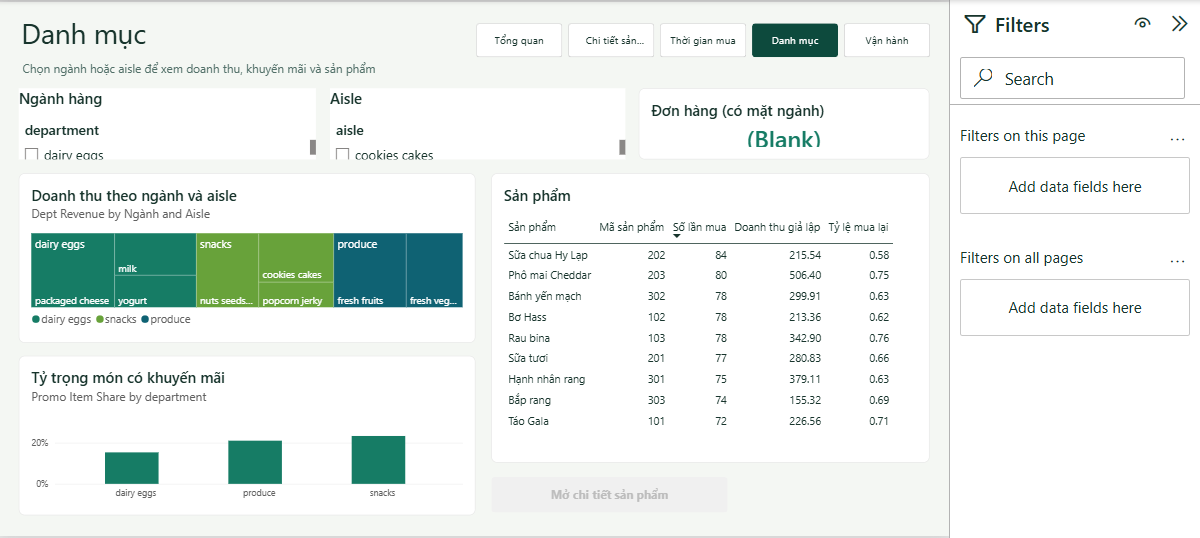 Danh mục
Tổng quan
Chi tiết sản...
Thời gian mua
Danh mục
Vận hành
Chọn ngành hoặc aisle để xem doanh thu, khuyến mãi và sản phẩm
Ngành hàng
department
dairy eggs
Aisle
aisle
cookies cakes
Đơn hàng (có mặt ngành)
(Blank)
Doanh thu theo ngành và aisle
Dept Revenue by Ngành and Aisle
dairy eggs
milk
packaged cheese
yogurt
snacks
cookies cakes
nuts seeds...
popcorn jerky
produce
fresh fruits
fresh veg...
dairy eggs snacks produce
Tỷ trọng món có khuyến mãi
Promo Item Share by department
20%
0%
dairy eggs produce snacks
Sản phẩm
Sản phẩm Mã sản phẩm Số lần mua Doanh thu giả lập Tỷ lệ mua lại
Sữa chua Hy Lạp 202 84 215.54 0.58
Phô mai Cheddar 203 80 506.40 0.75
Bánh yến mạch 302 78 299.91 0.63
Bơ Hass 102 78 213.36 0.62
Rau bina 103 78 342.90 0.76
Sữa tươi 201 77 280.83 0.66
Hạnh nhân rang 301 75 379.11 0.63
Bắp rang 303 74 155.32 0.69
Táo Gala 101 72 226.56 0.71
Mở chi tiết sản phẩm
Filters
Search
Filters on this page ...
Add data fields here
Filters on all pages ...
Add data fields here